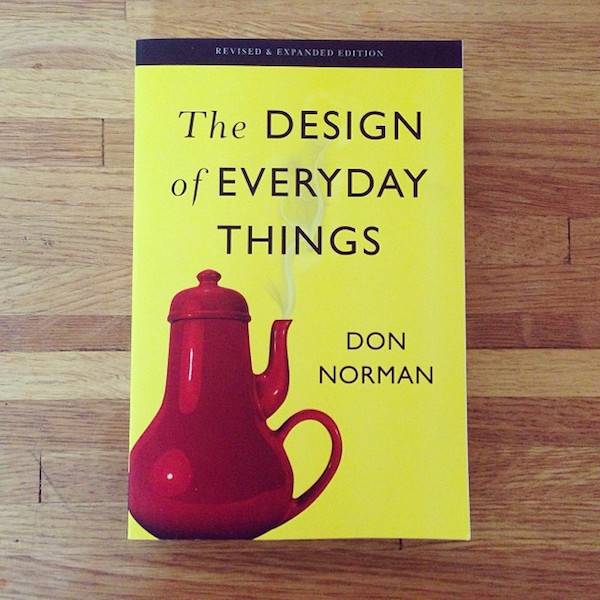 REVISED & EXPANDED EDITION
The DESIGN
of EVERYDAY
THINGS
DON
NORMAN